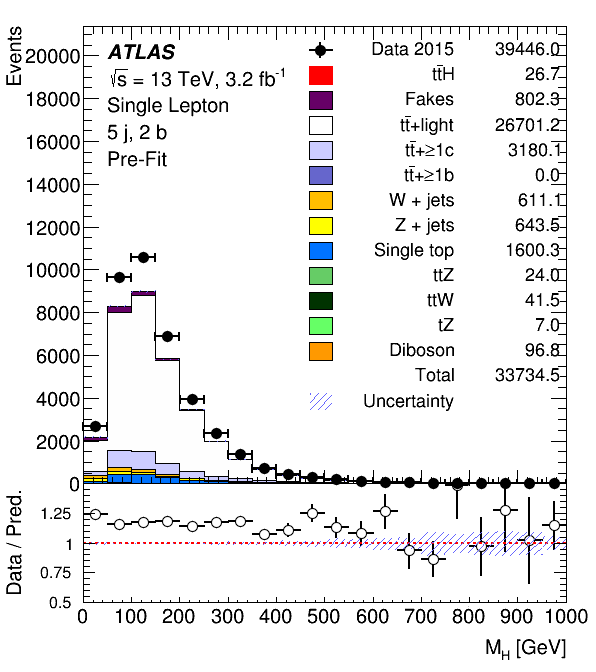 Events
20000
18000
16000
14000
12000
10000
8000
6000
4000
2000
0
ATLAS
√s = 13 TeV, 3.2 fb⁻¹
Single Lepton
5 j, 2 b
Pre-Fit
Data 2015 39446.0
tt̄H 26.7
Fakes 802.3
tt̄+light 26701.2
tt̄+≥1c 3180.1
tt̄+≥1b 0.0
W + jets 611.1
Z + jets 643.5
Single top 1600.3
ttZ 24.0
ttW 41.5
tZ 7.0
Diboson 96.8
Total 33734.5
Uncertainty
Data / Pred.
1.25
1
0.75
0.5
0 100 200 300 400 500 600 700 800 900 1000
M_H [GeV]